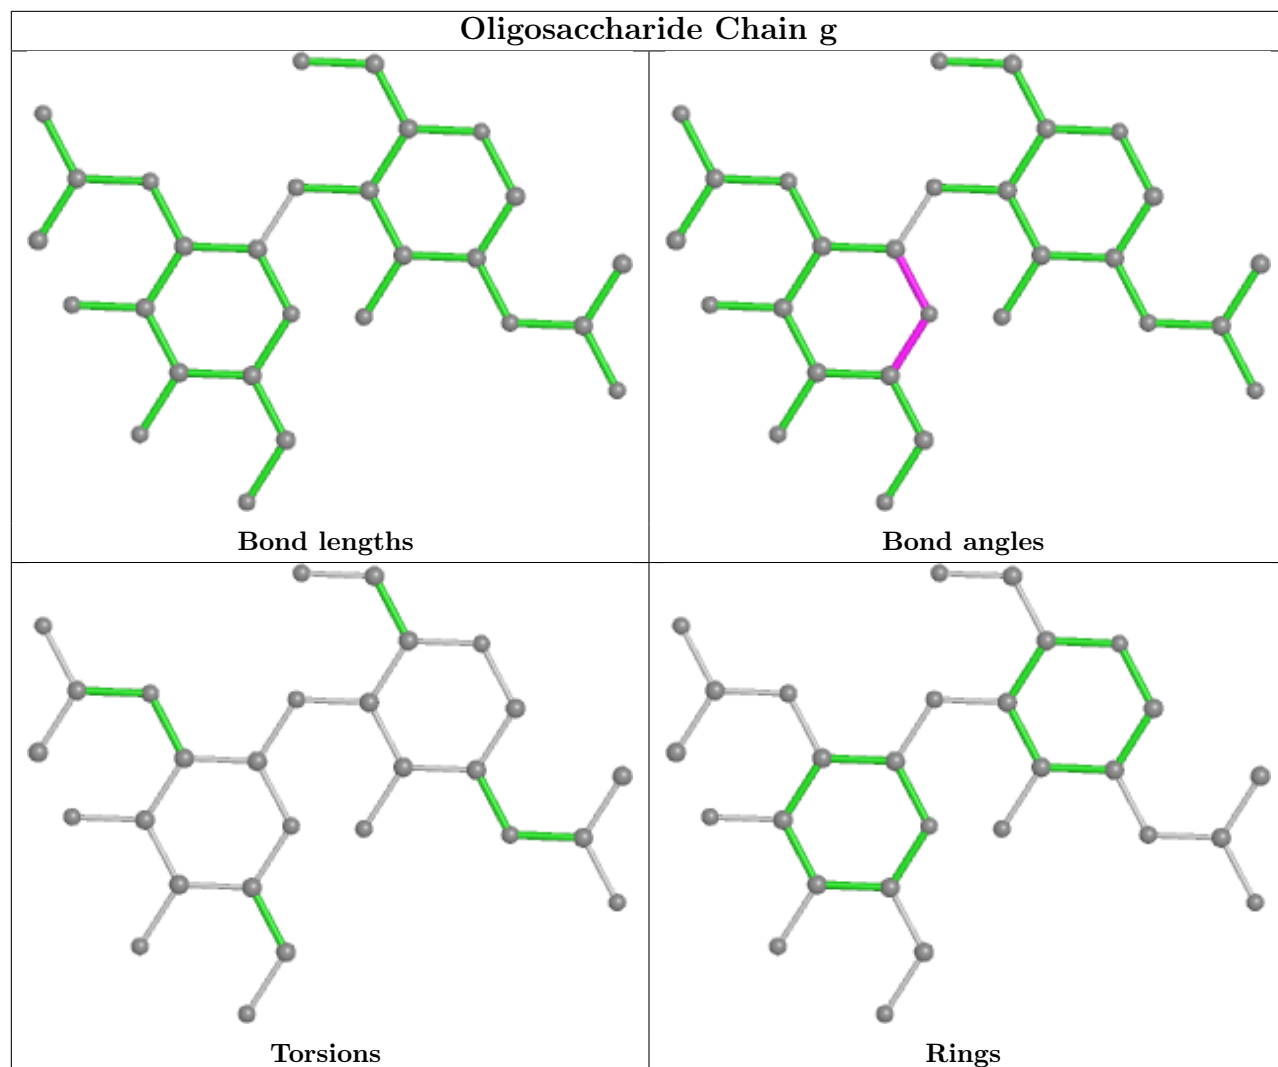 Oligosaccharide Chain g
Bond lengths
Bond angles
Torsions
Rings